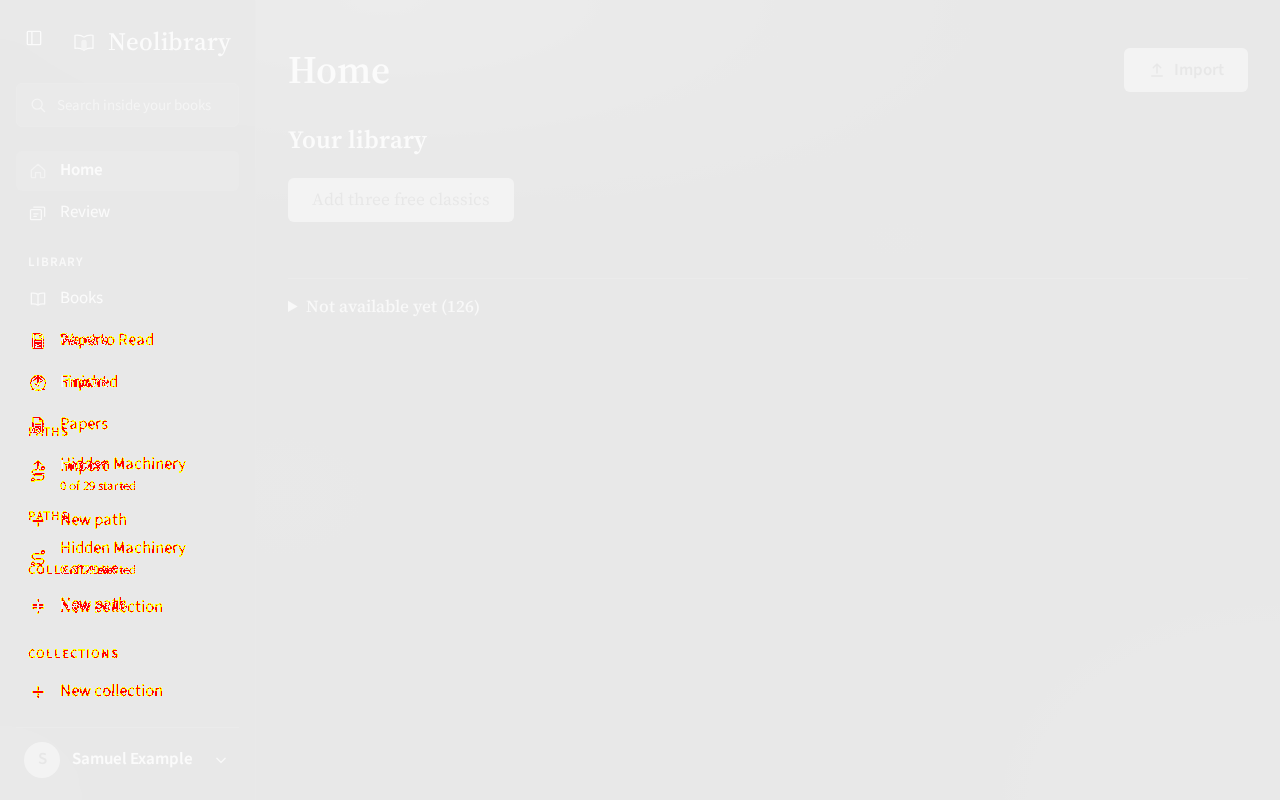 Neolibrary
Search inside your books
Home
Review
LIBRARY
Books
Papers
Hidden Machinery
0 of 29 started
New path
Hidden Machinery
New collection
COLLECTIONS
New collection
Samuel Example
S
Home
Import
Your library
Add three free classics
Not available yet (126)